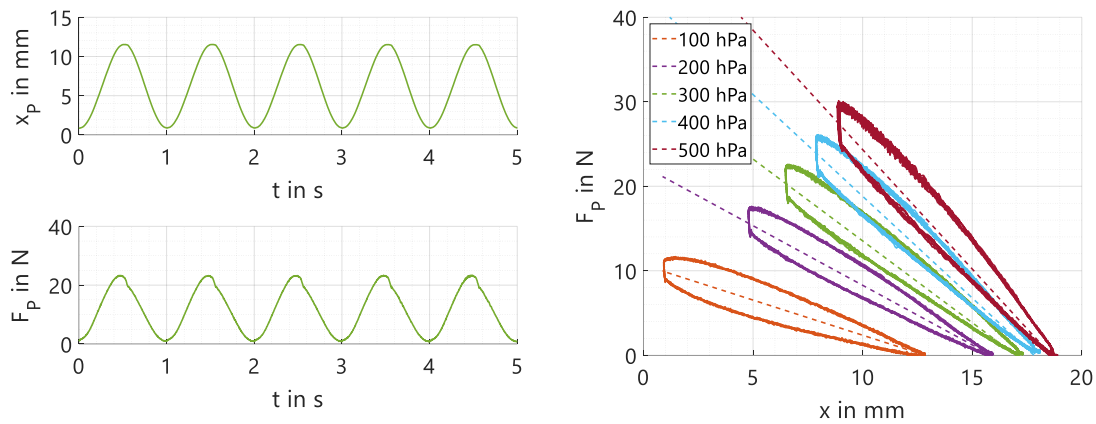 15
10
5
0
x_P in mm
0 1 2 3 4 5
t in s
40
20
0
F_P in N
0 1 2 3 4 5
t in s
40
30
20
10
0
F_P in N
100 hPa
200 hPa
300 hPa
400 hPa
500 hPa
0 5 10 15 20
x in mm